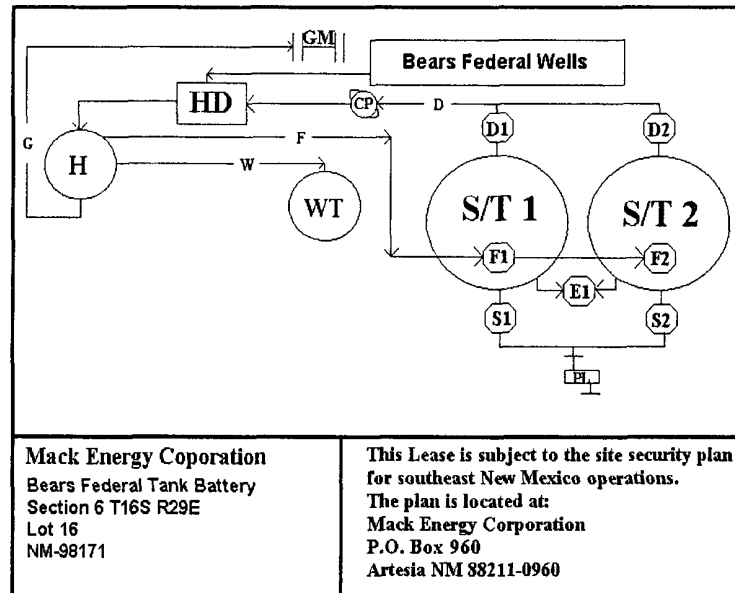 GM
Bears Federal Wells
HD
CP
D
D1
D2
G
H
F
W
WT
S/T 1
S/T 2
F1
F2
E1
S1
S2
PL
Mack Energy Coporation
Bears Federal Tank Battery
Section 6 T16S R29E
Lot 16
NM-98171
This Lease is subject to the site security plan
for southeast New Mexico operations.
The plan is located at:
Mack Energy Corporation
P.O. Box 960
Artesia NM 88211-0960